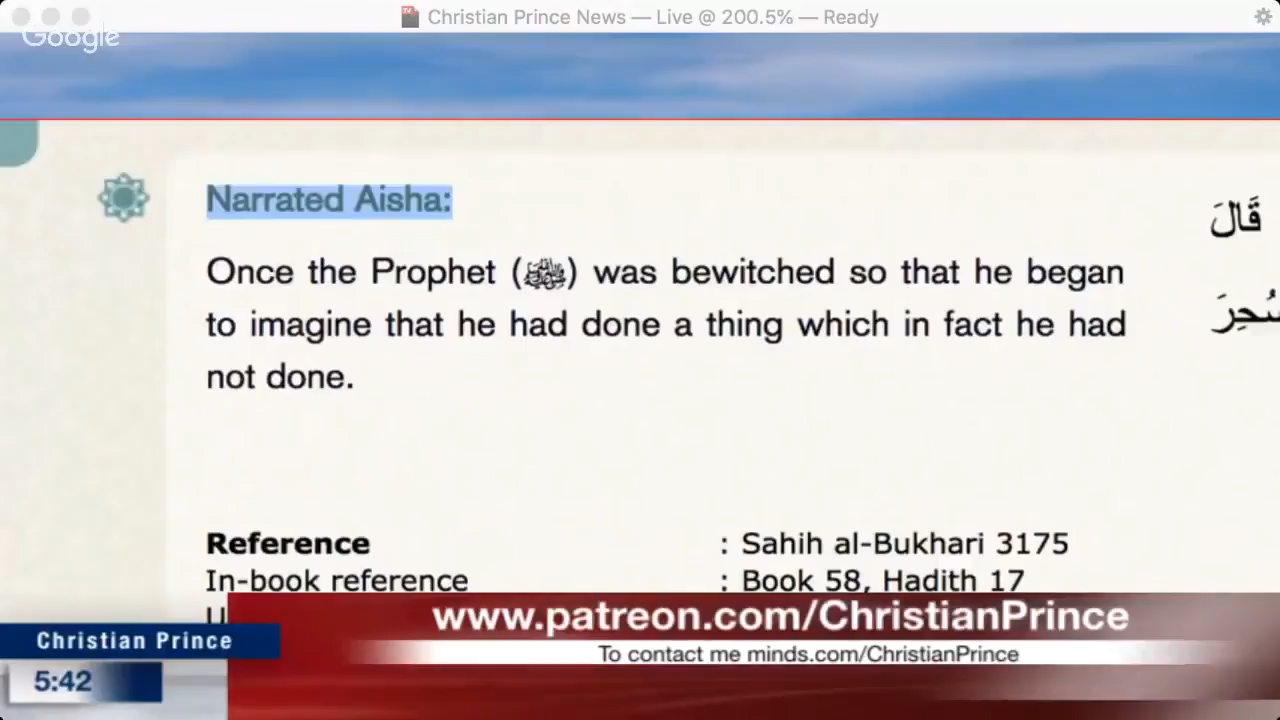 Christian Prince News — Live @ 200.5% — Ready
Google
Narrated Aisha:
Once the Prophet (ﷺ) was bewitched so that he began
to imagine that he had done a thing which in fact he had
not done.
قَالَ
سُحِرَ
Reference : Sahih al-Bukhari 3175
In-book reference : Book 58, Hadith 17
www.patreon.com/ChristianPrince
To contact me minds.com/ChristianPrince
Christian Prince
5:42